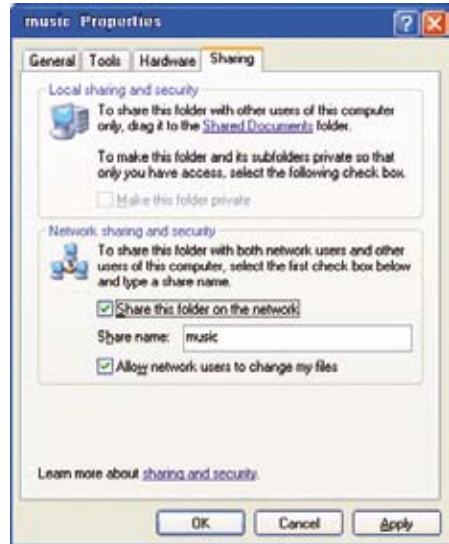 music Properties
General Tools Hardware Sharing
Local sharing and security
To share this folder with other users of this computer
only, drag it to the Shared Documents folder.
To make this folder and its subfolders private so that
only you have access, select the following check box.
Make this folder private
Network sharing and security
To share this folder with both network users and other
users of this computer, select the first check box below
and type a share name.
Share this folder on the network
Share name: music
Allow network users to change my files
Learn more about sharing and security.
OK Cancel Apply